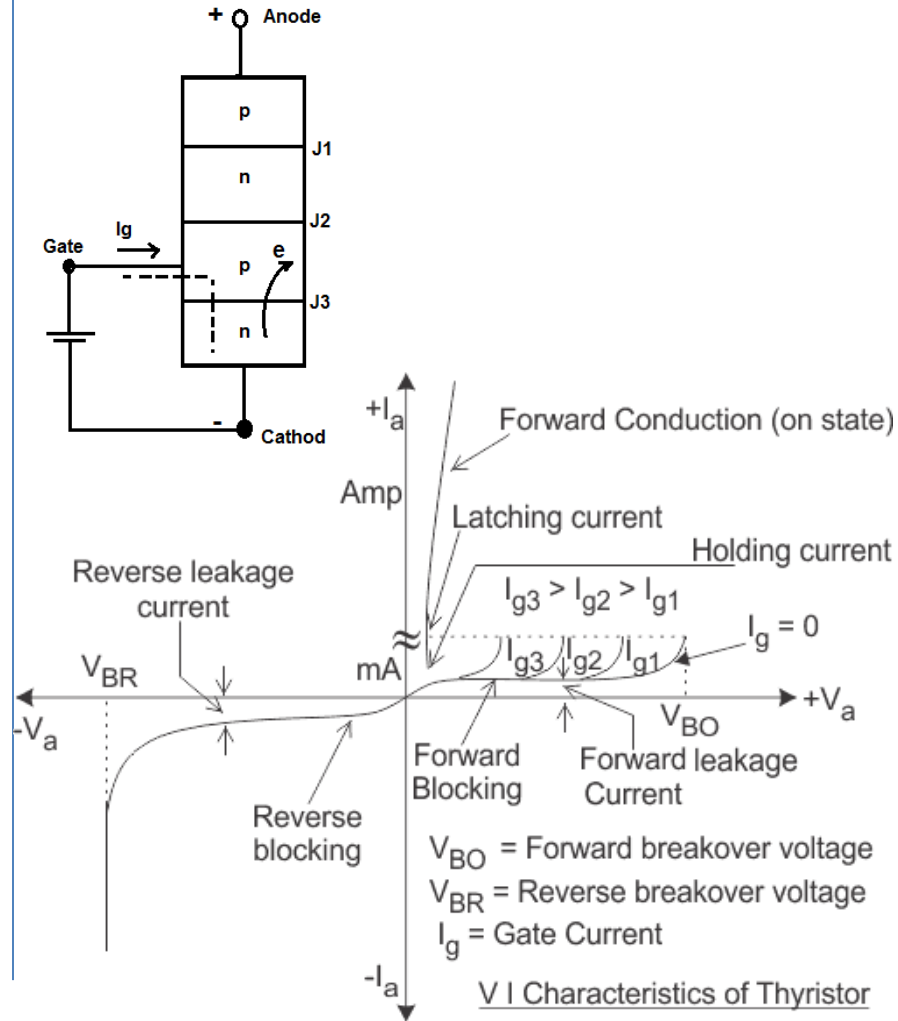 + Anode
p
J1
n
J2
Ig
Gate
p
e
J3
n
-
Cathod
+Ia
Forward Conduction (on state)
Amp
Latching current
Holding current
Reverse leakage
current
Ig3 > Ig2 > Ig1
Ig = 0
Ig3
Ig2
Ig1
mA
VBR
-Va
+Va
VBO
Forward
Blocking
Forward leakage
Current
Reverse
blocking
VBO = Forward breakover voltage
VBR = Reverse breakover voltage
Ig = Gate Current
-Ia
V I Characteristics of Thyristor